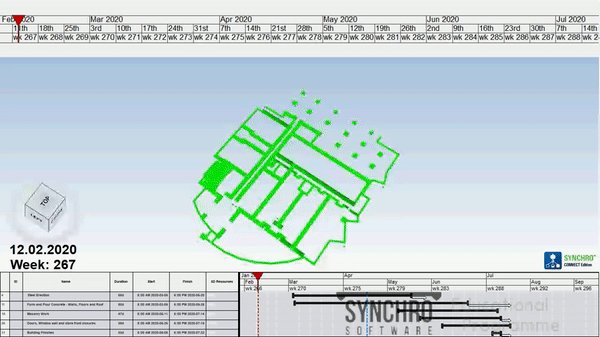 Feb 2020 Mar 2020 Apr 2020 May 2020 Jun 2020 Jul 2020
11th 18th 25th 3rd 10th 17th 24th 31st 7th 14th 21st 28th 5th 12th 19th 26th 2nd 9th 16th 23rd 30th 7th 14th
wk 267 wk 268 wk 269 wk 270 wk 271 wk 272 wk 273 wk 274 wk 275 wk 276 wk 277 wk 278 wk 279 wk 280 wk 281 wk 282 wk 283 wk 284 wk 285 wk 286 wk 287 wk 288 wk 2
TOP
LEFT
12.02.2020
Week: 267
SYNCHRO
CONNECT Edition
ID Name Duration Start Finish 3D Resources
Jan 2 Apr Jul
Feb Mar May Jun Aug Sep
wk 266 wk 270 wk 275 wk 279 wk 283 wk 288 wk 292 wk 296
Steel Erection
Form and Pour Concrete - Walls, Floors and Roof
Masonry Work
Building Finishes
SYNCHRO
SOFTWARE
Educational
Programme